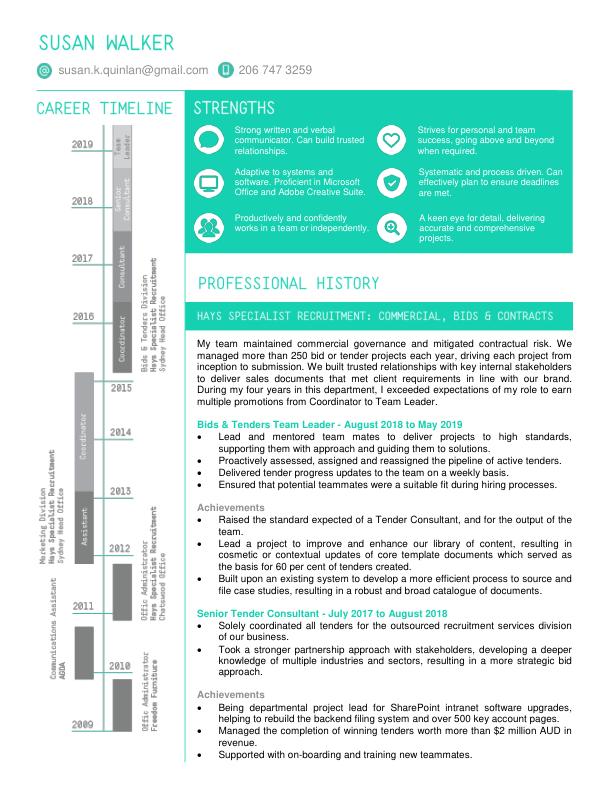 SUSAN WALKER
susan.k.quinlan@gmail.com 206 747 3259
CAREER TIMELINE
2019
2018
2017
2016
2015
2014
2013
2012
2011
2010
2009
Team
Leader
Senior
Consultant
Consultant
Coordinator
Bids & Tenders Division
Hays Specialist Recruitment
Sydney Head Office
Coordinator
Assistant
Marketing Division
Hays Specialist Recruitment
Sydney Head Office
Offic Administrator
Hays Specialist Recruitment
Chatswood Office
Communications Assistant
AGDA
Offic Administrator
Freedom Furniture
STRENGTHS
Strong written and verbal
communicator. Can build trusted
relationships.
Strives for personal and team
success, going above and beyond
when required.
Adaptive to systems and
software. Proficient in Microsoft
Office and Adobe Creative Suite.
Systematic and process driven. Can
effectively plan to ensure deadlines
are met.
Productively and confidently
works in a team or independently.
A keen eye for detail, delivering
accurate and comprehensive
projects.
PROFESSIONAL HISTORY
HAYS SPECIALIST RECRUITMENT: COMMERCIAL, BIDS & CONTRACTS
My team maintained commercial governance and mitigated contractual risk. We
managed more than 250 bid or tender projects each year, driving each project from
inception to submission. We built trusted relationships with key internal stakeholders
to deliver sales documents that met client requirements in line with our brand.
During my four years in this department, I exceeded expectations of my role to earn
multiple promotions from Coordinator to Team Leader.
Bids & Tenders Team Leader - August 2018 to May 2019
• Lead and mentored team mates to deliver projects to high standards,
supporting them with approach and guiding them to solutions.
• Proactively assessed, assigned and reassigned the pipeline of active tenders.
• Delivered tender progress updates to the team on a weekly basis.
• Ensured that potential teammates were a suitable fit during hiring processes.
Achievements
• Raised the standard expected of a Tender Consultant, and for the output of the
team.
• Lead a project to improve and enhance our library of content, resulting in
cosmetic or contextual updates of core template documents which served as
the basis for 60 per cent of tenders created.
• Built upon an existing system to develop a more efficient process to source and
file case studies, resulting in a robust and broad catalogue of documents.
Senior Tender Consultant - July 2017 to August 2018
• Solely coordinated all tenders for the outsourced recruitment services division
of our business.
• Took a stronger partnership approach with stakeholders, developing a deeper
knowledge of multiple industries and sectors, resulting in a more strategic bid
approach.
Achievements
• Being departmental project lead for SharePoint intranet software upgrades,
helping to rebuild the backend filing system and over 500 key account pages.
• Managed the completion of winning tenders worth more than $2 million AUD in
revenue.
• Supported with on-boarding and training new teammates.